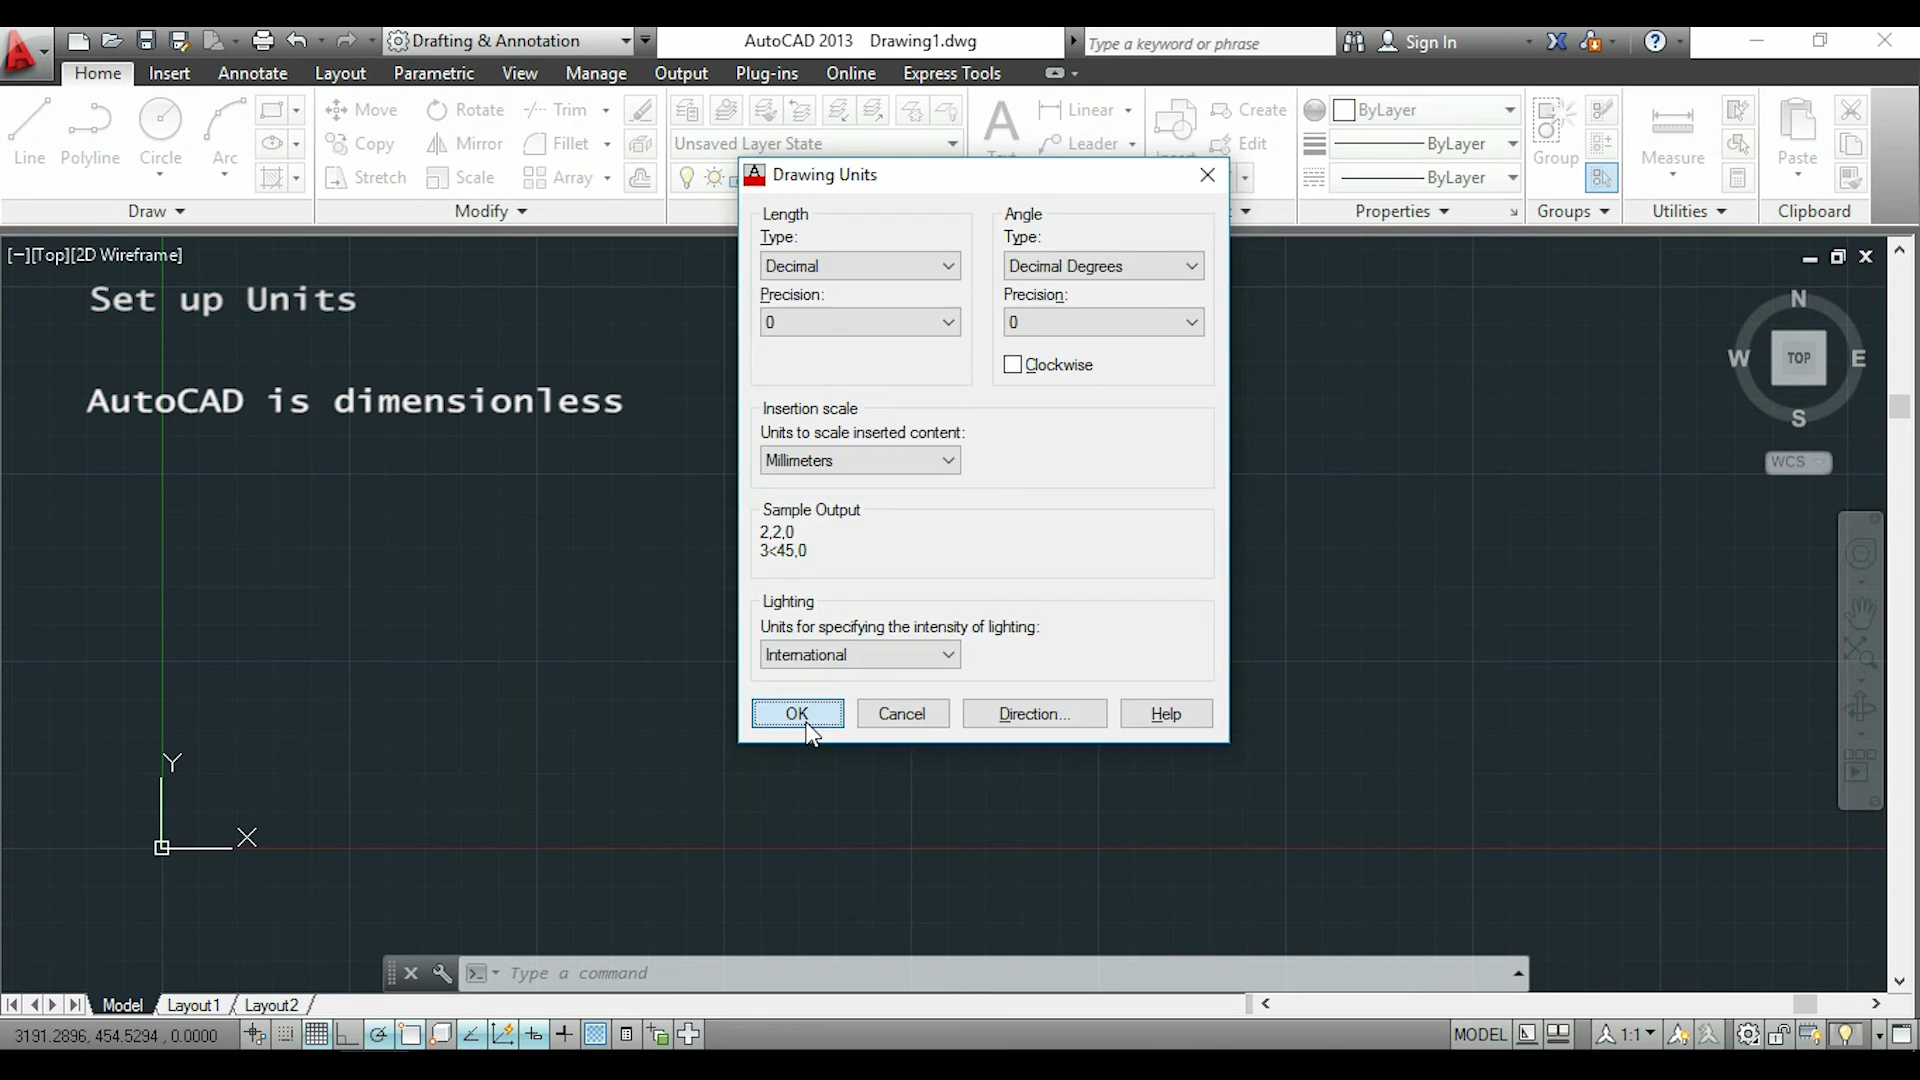 Drafting & Annotation
AutoCAD 2013 Drawing1.dwg
Type a keyword or phrase
Sign In
Home Insert Annotate Layout Parametric View Manage Output Plug-ins Online Express Tools
Line
Polyline
Circle
Arc
Move
Rotate
Trim
Copy
Mirror
Fillet
Stretch
Scale
Array
Unsaved Layer State
Linear
Leader
Create
Edit
ByLayer
ByLayer
ByLayer
Group
Measure
Paste
Draw
Modify
Properties
Groups
Utilities
Clipboard
[−][Top][2D Wireframe]
Set up Units
AutoCAD is dimensionless
Drawing Units
Length
Type:
Decimal
Precision:
0
Angle
Type:
Decimal Degrees
Precision:
0
Clockwise
Insertion scale
Units to scale inserted content:
Millimeters
Sample Output
2,2,0
3<45,0
Lighting
Units for specifying the intensity of lighting:
International
OK
Cancel
Direction...
Help
N
W
TOP
E
S
WCS
Y
X
Type a command
Model
Layout1
Layout2
3191.2896, 454.5294 , 0.0000
MODEL
1:1